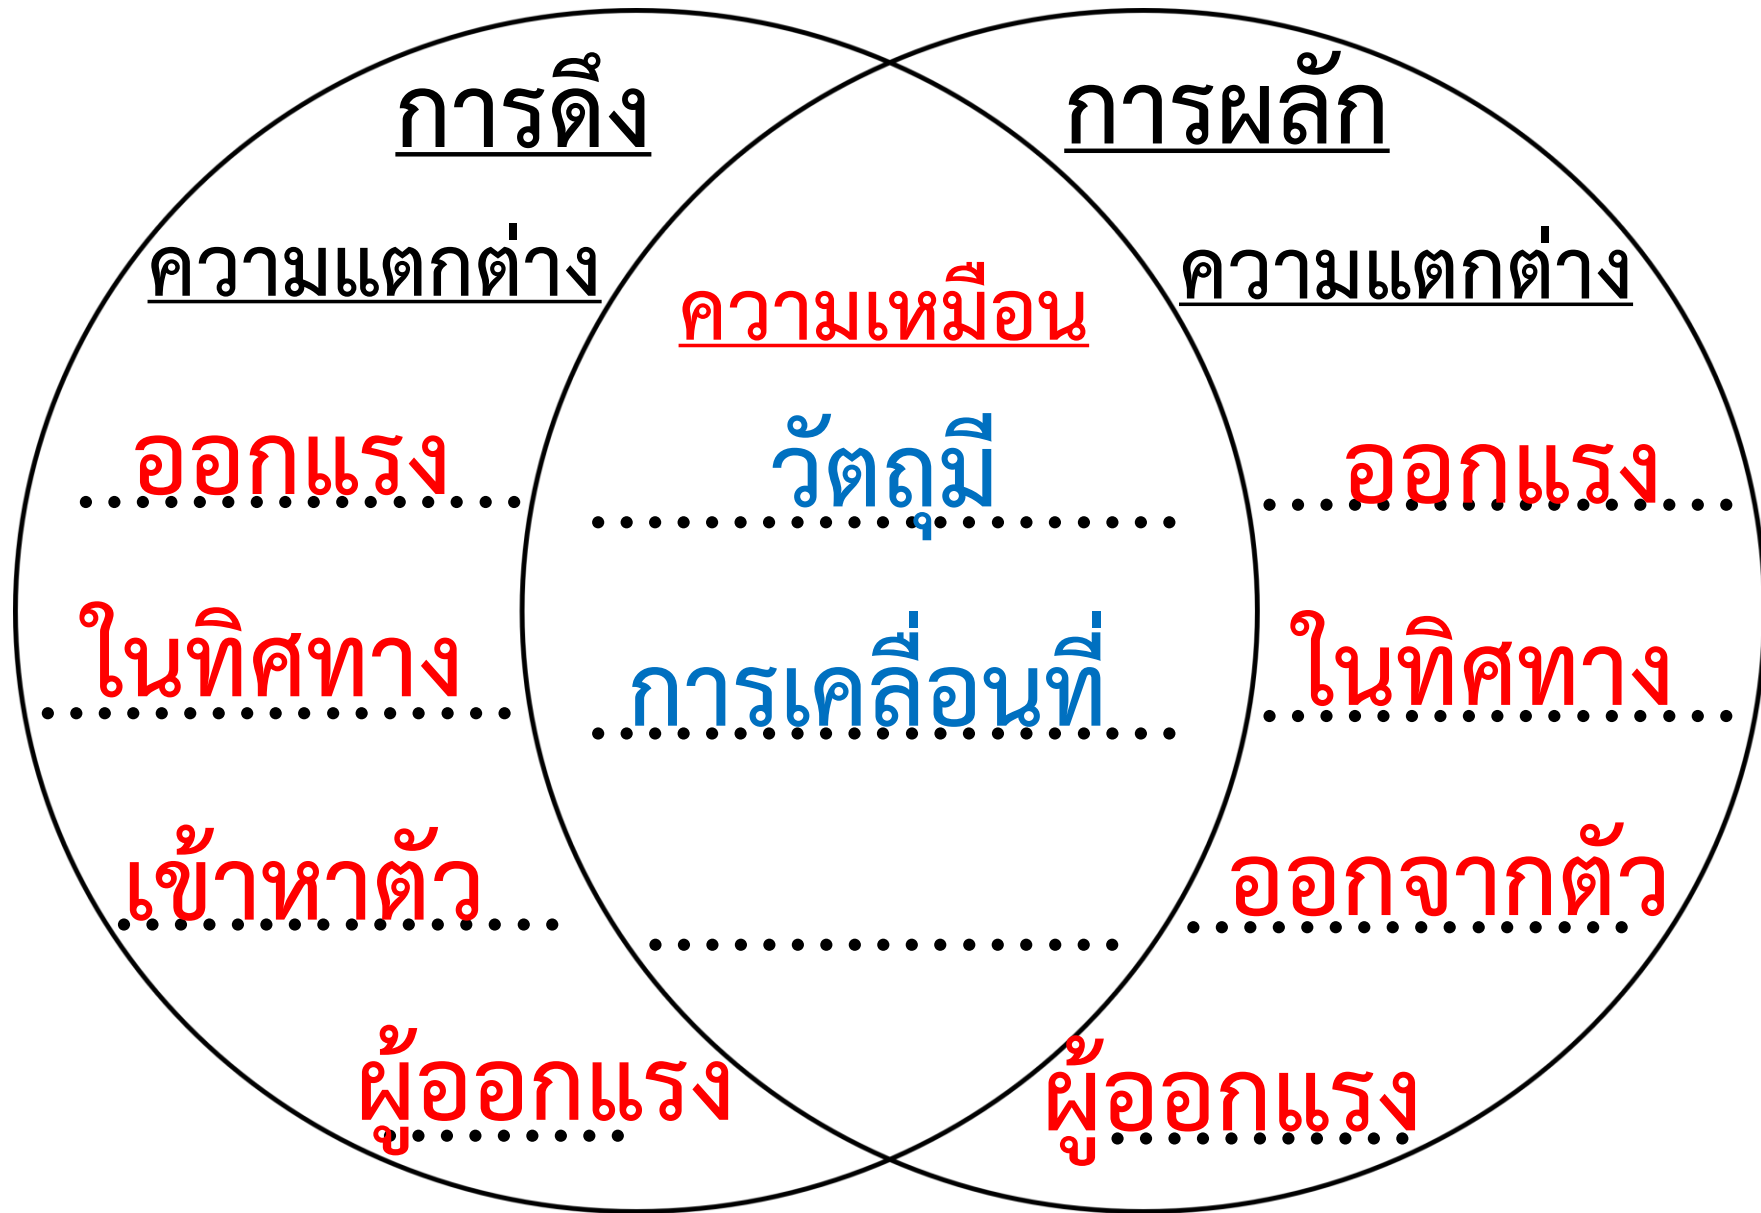 การดึง
ความแตกต่าง
ออกแรง
ในทิศทาง
เข้าหาตัว
ผู้ออกแรง
ความเหมือน
วัตถุมี
การเคลื่อนที่
การผลัก
ความแตกต่าง
ออกแรง
ในทิศทาง
ออกจากตัว
ผู้ออกแรง